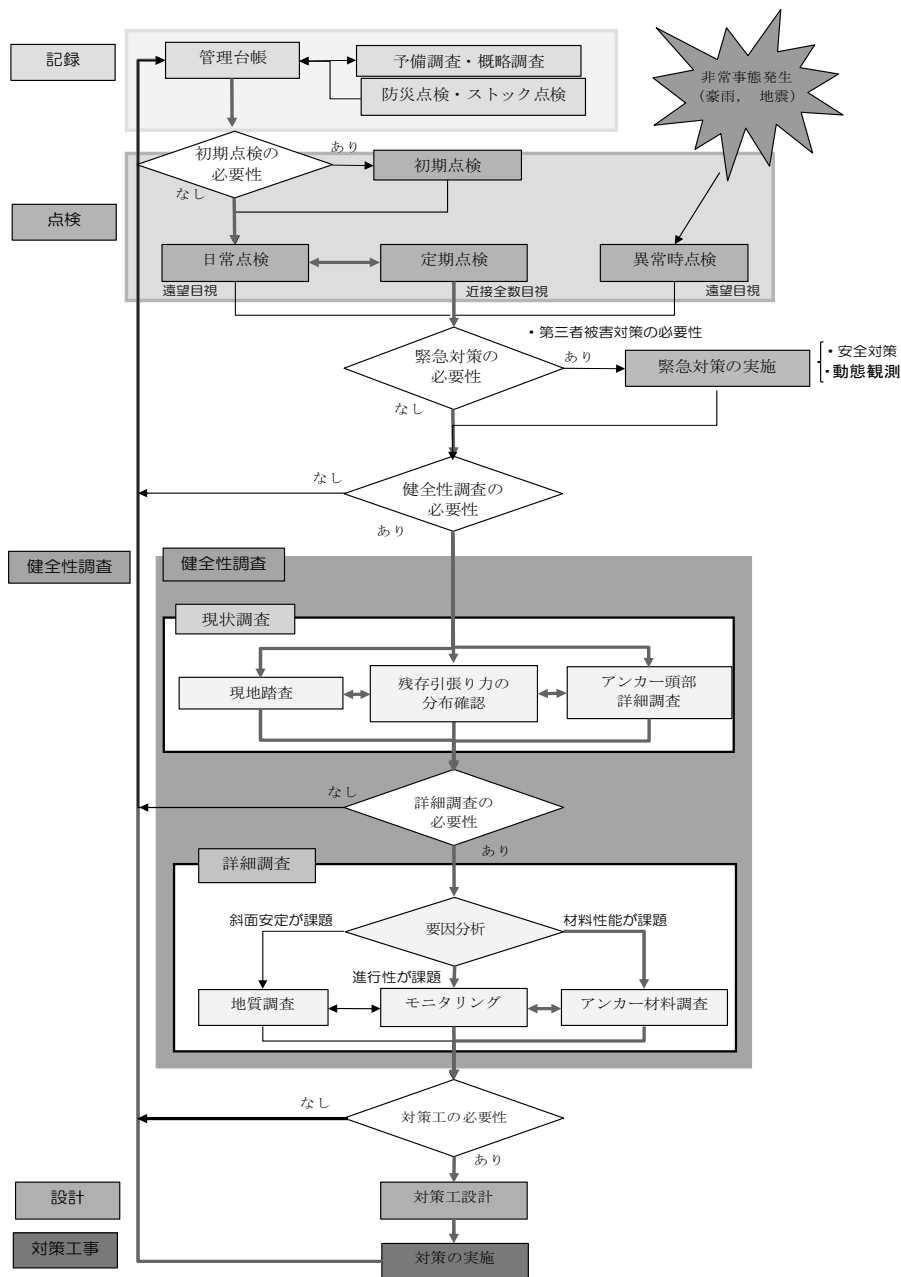 記録
管理台帳
予備調査・概略調査
防災点検・ストック点検
非常事態発生
（豪雨，　地震）
初期点検の
必要性
あり
なし
初期点検
点検
日常点検
遠望目視
定期点検
近接全数目視
異常時点検
遠望目視
・第三者被害対策の必要性
緊急対策の
必要性
あり
なし
緊急対策の実施
・安全対策
・動態観測
健全性調査の
必要性
なし
あり
健全性調査
健全性調査
現状調査
現地踏査
残存引張り力の
分布確認
アンカー頭部
詳細調査
詳細調査の
必要性
なし
あり
詳細調査
要因分析
斜面安定が課題
材料性能が課題
進行性が課題
地質調査
モニタリング
アンカー材料調査
対策工の必要性
なし
あり
設計
対策工設計
対策工事
対策の実施